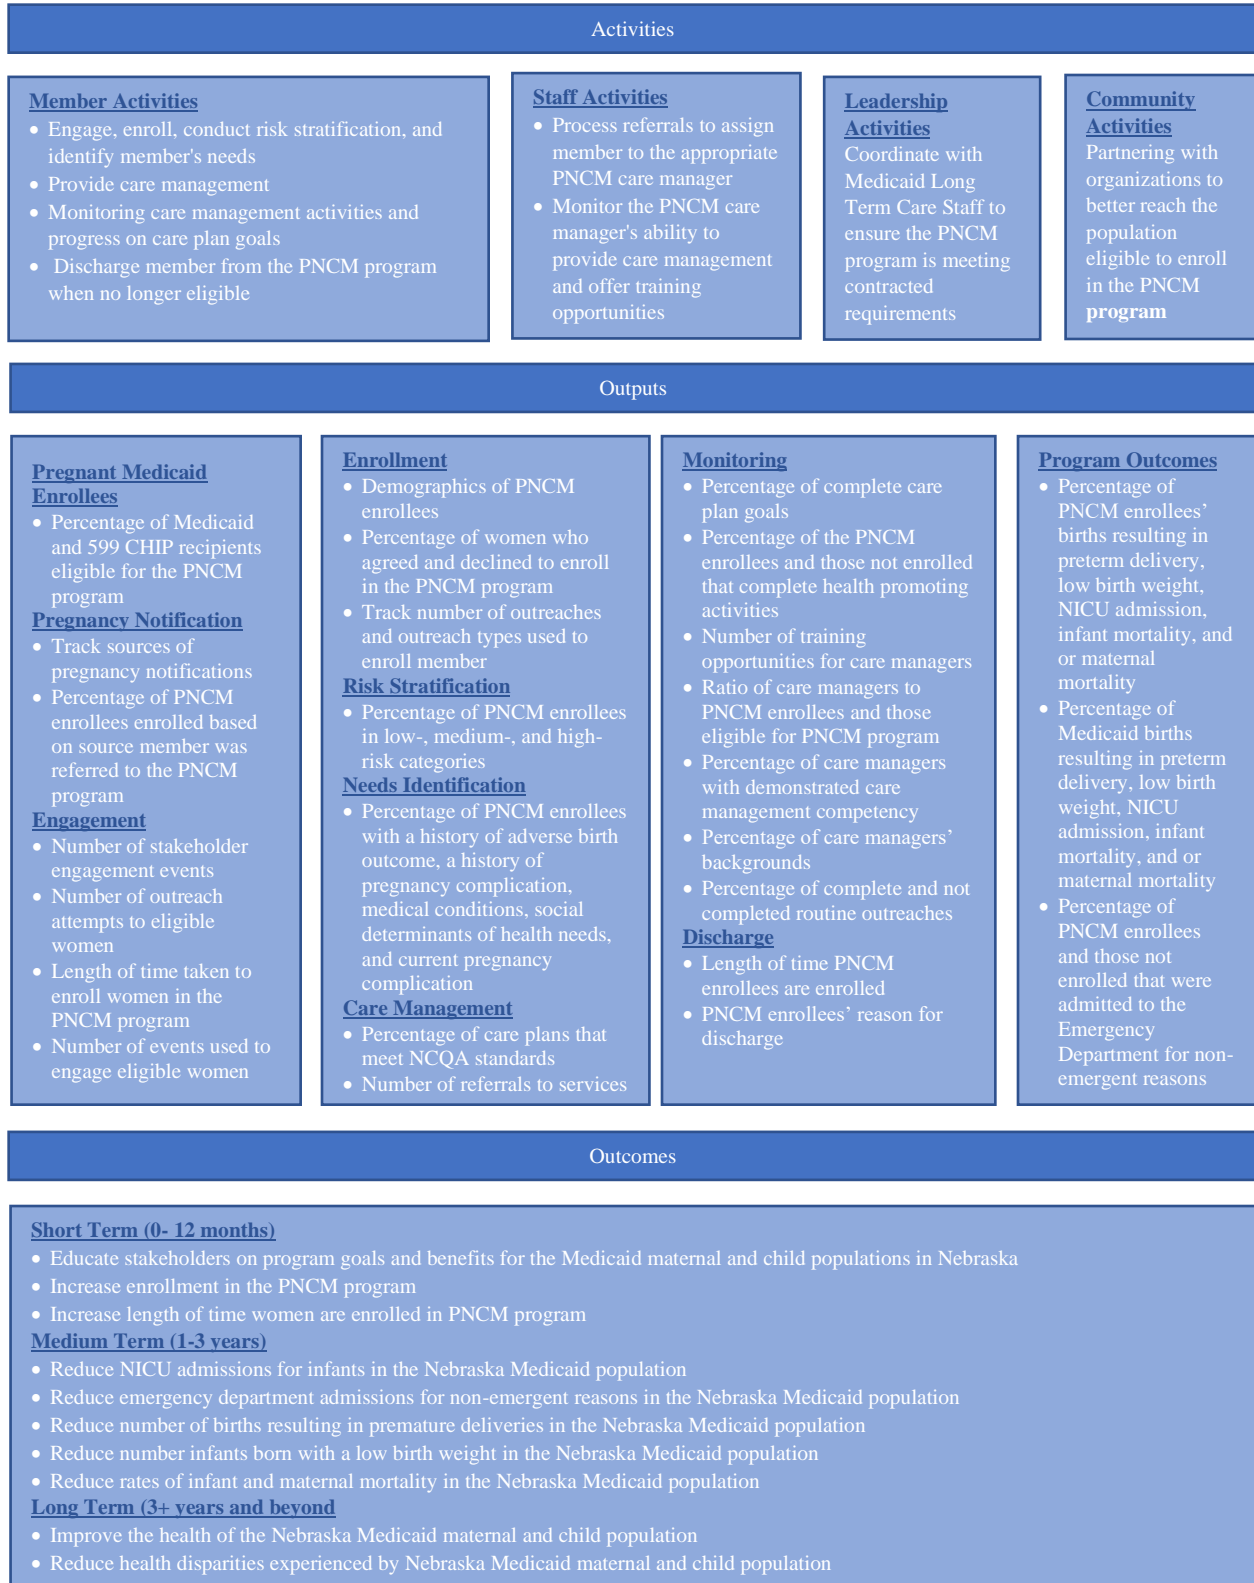 Activities
Member Activities
• Engage, enroll, conduct risk stratification, and
identify member's needs
• Provide care management
• Monitoring care management activities and
progress on care plan goals
• Discharge member from the PNCM program
when no longer eligible
Staff Activities
• Process referrals to assign
member to the appropriate
PNCM care manager
• Monitor the PNCM care
manager's ability to
provide care management
and offer training
opportunities
Leadership
Activities
Coordinate with
Medicaid Long
Term Care Staff to
ensure the PNCM
program is meeting
contracted
requirements
Community
Activities
Partnering with
organizations to
better reach the
population
eligible to enroll
in the PNCM
program
Outputs
Pregnant Medicaid
Enrollees
• Percentage of Medicaid
and 599 CHIP recipients
eligible for the PNCM
program
Pregnancy Notification
• Track sources of
pregnancy notifications
• Percentage of PNCM
enrollees enrolled based
on source member was
referred to the PNCM
program
Engagement
• Number of stakeholder
engagement events
• Number of outreach
attempts to eligible
women
• Length of time taken to
enroll women in the
PNCM program
• Number of events used to
engage eligible women
Enrollment
• Demographics of PNCM
enrollees
• Percentage of women who
agreed and declined to enroll
in the PNCM program
• Track number of outreaches
and outreach types used to
enroll member
Risk Stratification
• Percentage of PNCM enrollees
in low-, medium-, and high-
risk categories
Needs Identification
• Percentage of PNCM enrollees
with a history of adverse birth
outcome, a history of
pregnancy complication,
medical conditions, social
determinants of health needs,
and current pregnancy
complication
Care Management
• Percentage of care plans that
meet NCQA standards
• Number of referrals to services
Monitoring
• Percentage of complete care
plan goals
• Percentage of the PNCM
enrollees and those not enrolled
that complete health promoting
activities
• Number of training
opportunities for care managers
• Ratio of care managers to
PNCM enrollees and those
eligible for PNCM program
• Percentage of care managers
with demonstrated care
management competency
• Percentage of care managers’
backgrounds
• Percentage of complete and not
completed routine outreaches
Discharge
• Length of time PNCM
enrollees are enrolled
• PNCM enrollees’ reason for
discharge
Program Outcomes
• Percentage of
PNCM enrollees’
births resulting in
preterm delivery,
low birth weight,
NICU admission,
infant mortality, and
or maternal
mortality
• Percentage of
Medicaid births
resulting in preterm
delivery, low birth
weight, NICU
admission, infant
mortality, and or
maternal mortality
• Percentage of
PNCM enrollees
and those not
enrolled that were
admitted to the
Emergency
Department for non-
emergent reasons
Outcomes
Short Term (0- 12 months)
• Educate stakeholders on program goals and benefits for the Medicaid maternal and child populations in Nebraska
• Increase enrollment in the PNCM program
• Increase length of time women are enrolled in PNCM program
Medium Term (1-3 years)
• Reduce NICU admissions for infants in the Nebraska Medicaid population
• Reduce emergency department admissions for non-emergent reasons in the Nebraska Medicaid population
• Reduce number of births resulting in premature deliveries in the Nebraska Medicaid population
• Reduce number infants born with a low birth weight in the Nebraska Medicaid population
• Reduce rates of infant and maternal mortality in the Nebraska Medicaid population
Long Term (3+ years and beyond
• Improve the health of the Nebraska Medicaid maternal and child population
• Reduce health disparities experienced by Nebraska Medicaid maternal and child population